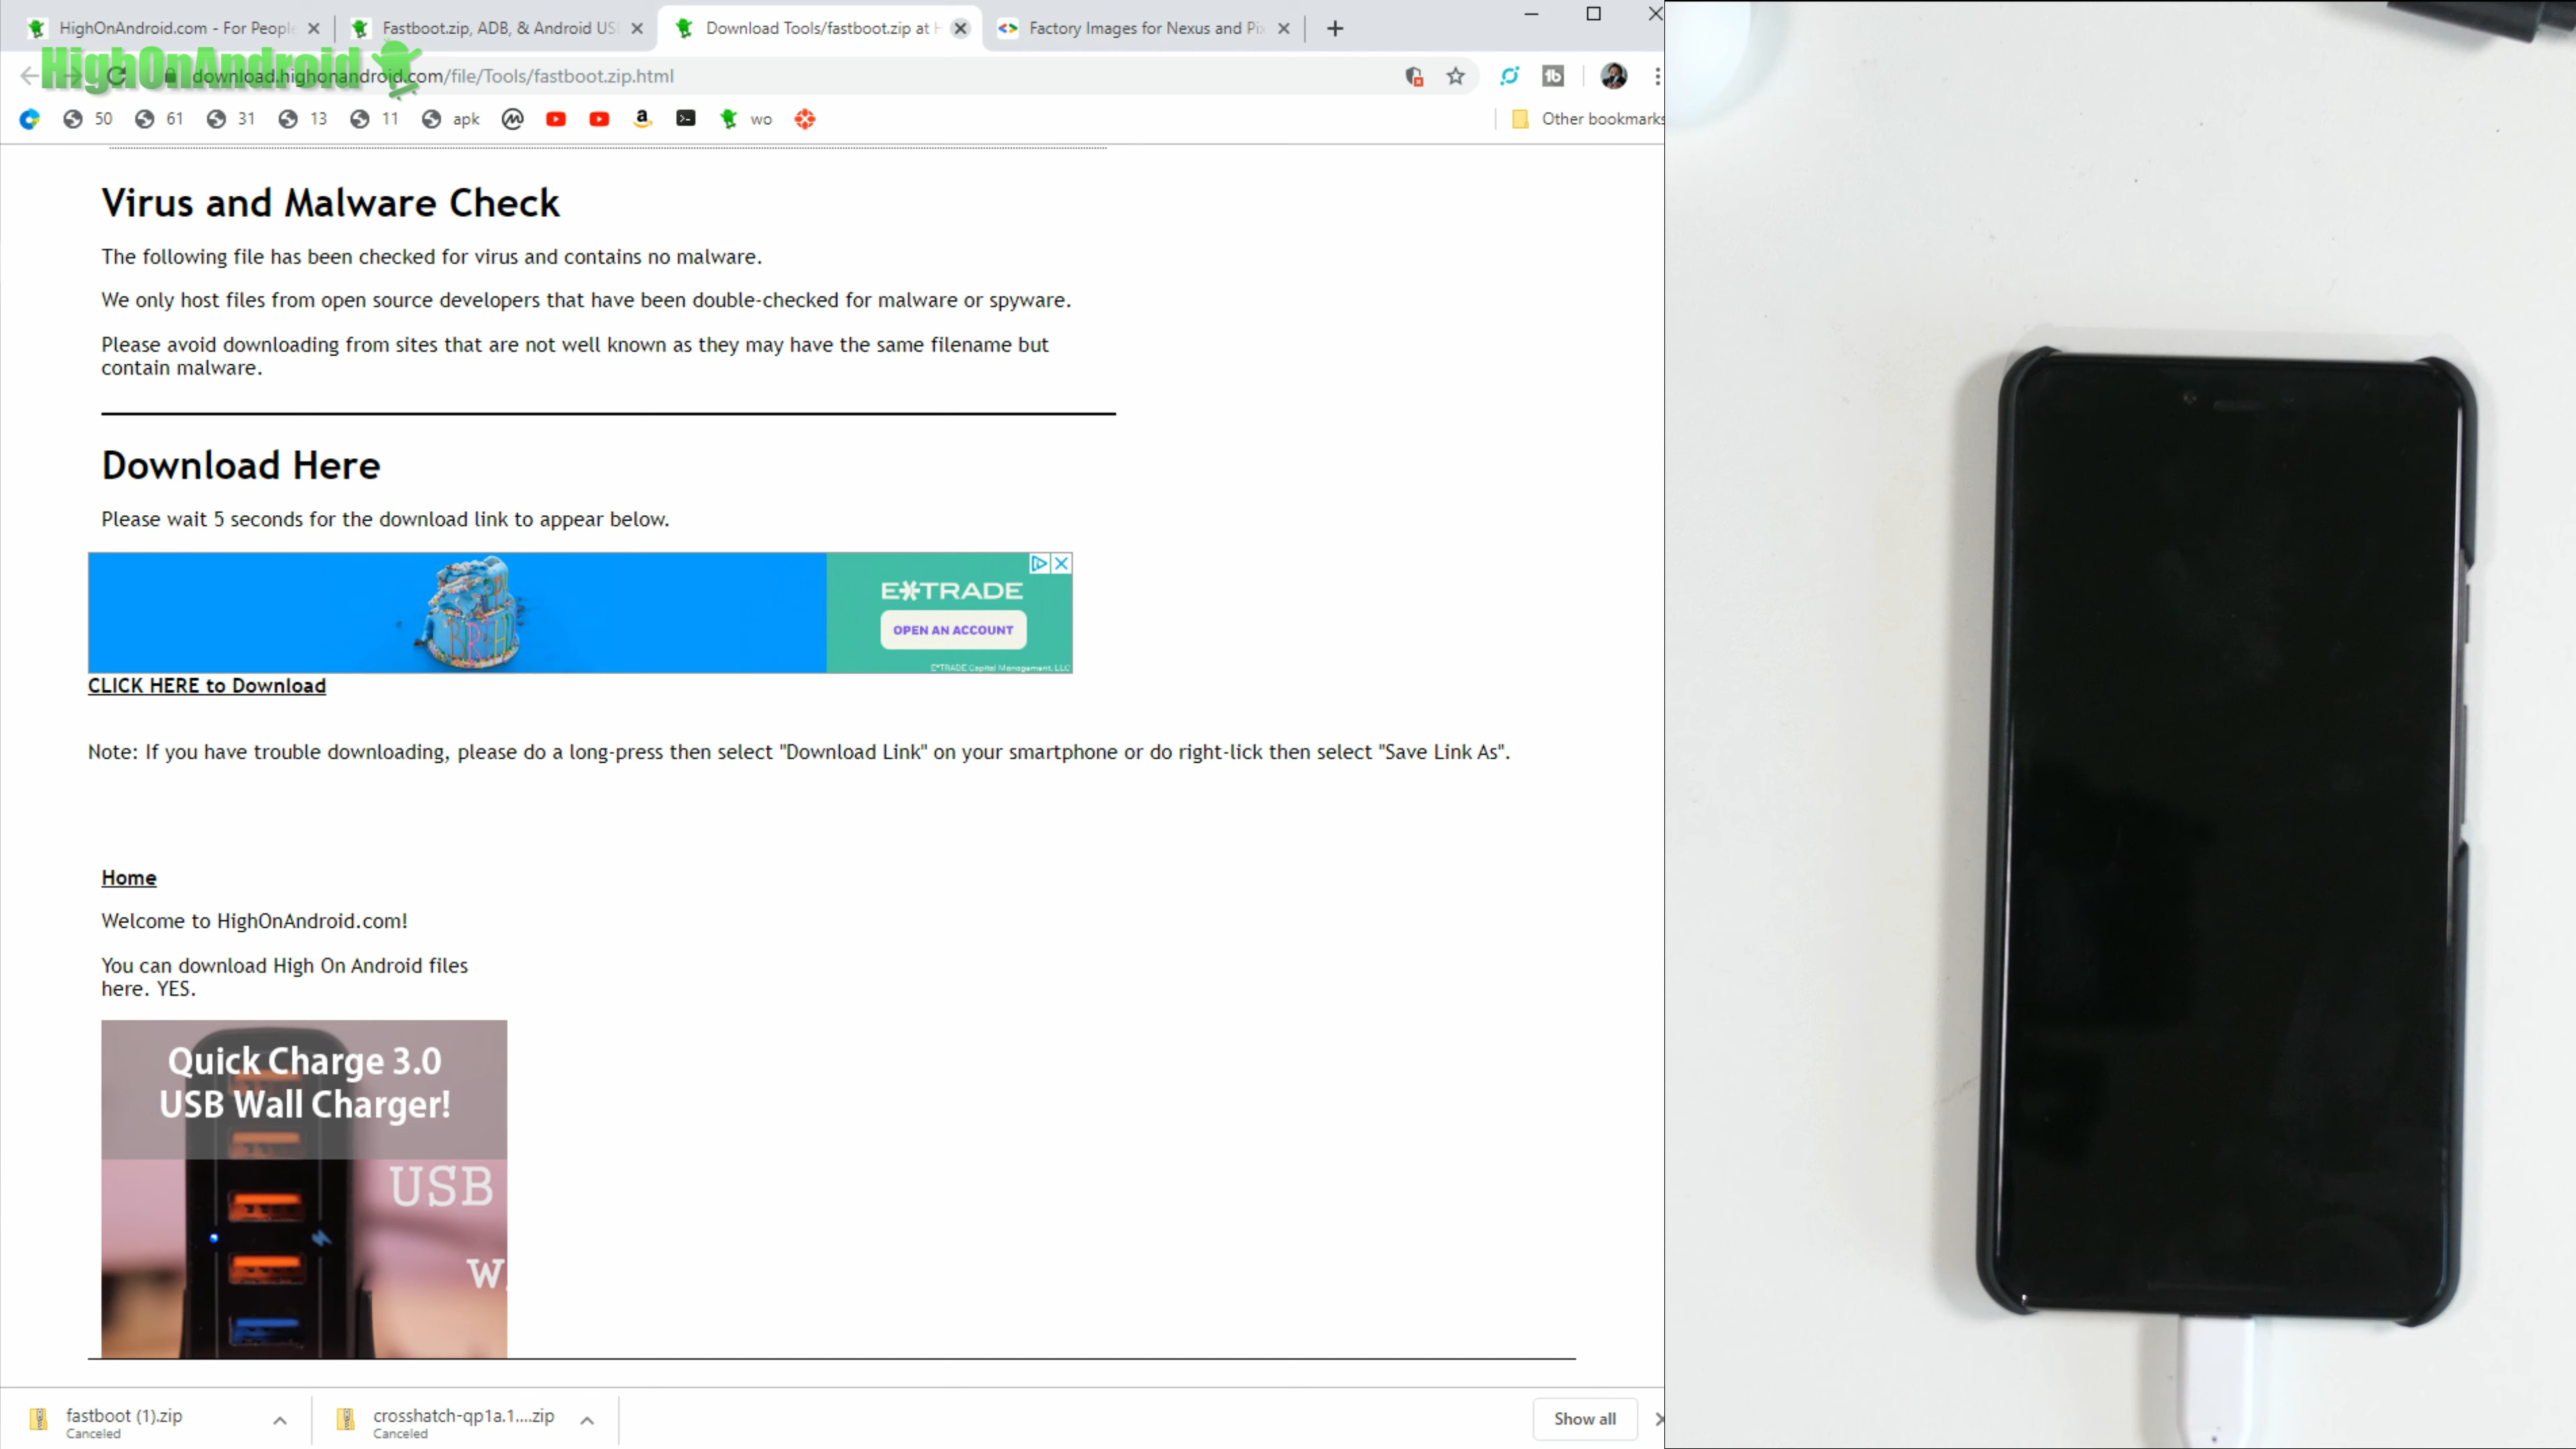 HighOnAndroid.com - For People
Fastboot.zip, ADB, & Android US
Download Tools/fastboot.zip at H
Factory Images for Nexus and Pix
HighOnAndroid
download.highonandroid.com/file/Tools/fastboot.zip.html
50
61
31
13
11
apk
wo
Other bookmarks
Virus and Malware Check
The following file has been checked for virus and contains no malware.
We only host files from open source developers that have been double-checked for malware or spyware.
Please avoid downloading from sites that are not well known as they may have the same filename but
contain malware.
Download Here
Please wait 5 seconds for the download link to appear below.
E*TRADE
OPEN AN ACCOUNT
E*TRADE Capital Management, LLC
CLICK HERE to Download
Note: If you have trouble downloading, please do a long-press then select "Download Link" on your smartphone or do right-lick then select "Save Link As".
Home
Welcome to HighOnAndroid.com!
You can download High On Android files
here. YES.
Quick Charge 3.0
USB Wall Charger!
USB
w
fastboot (1).zip
Canceled
crosshatch-qp1a.1....zip
Canceled
Show all